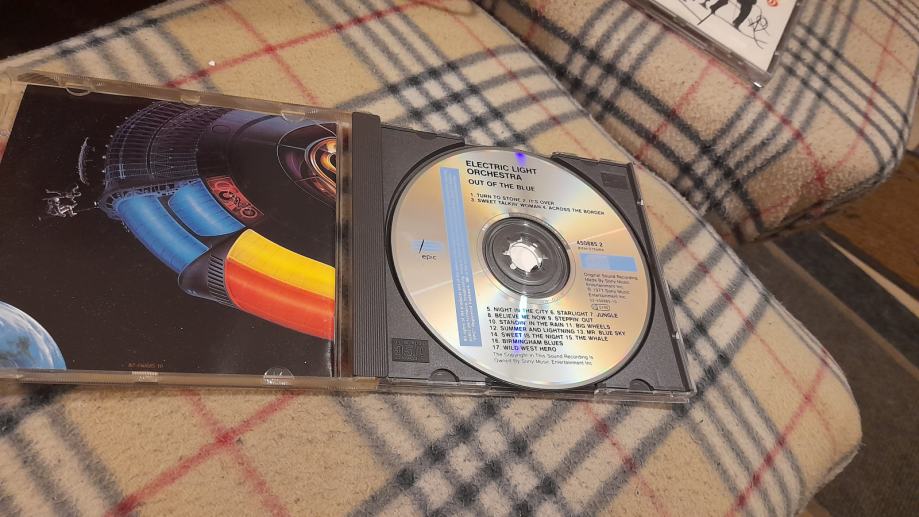 ELECTRIC LIGHT
ORCHESTRA
OUT OF THE BLUE
1. TURN TO STONE 2. IT'S OVER
3. SWEET TALKIN' WOMAN 4. ACROSS THE BORDER
epic
450885 2
Original Sound Recording
Made By Sony Music
Entertainment Inc.
℗ 1977 Sony Music
Entertainment Inc.
5. NIGHT IN THE CITY 6. STARLIGHT 7. JUNGLE
8. BELIEVE ME NOW 9. STEPPIN' OUT
10. STANDIN' IN THE RAIN 11. BIG WHEELS
12. SUMMER AND LIGHTNING 13. MR. BLUE SKY
14. SWEET IS THE NIGHT 15. THE WHALE
16. BIRMINGHAM BLUES
17. WILD WEST HERO
The Copyright In This Sound Recording Is
Owned By Sony Music Entertainment Inc.